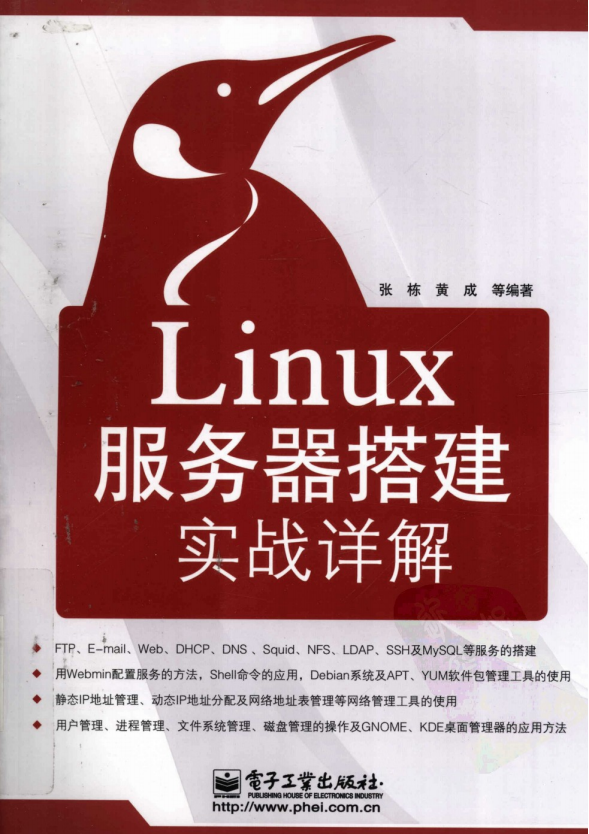 张 栋 黄 成 等编著
Linux
服务器搭建
实战详解
◆ FTP、E-mail、Web、DHCP、DNS、Squid、NFS、LDAP、SSH及MySQL等服务的搭建
◆ 用Webmin配置服务的方法，Shell命令的应用，Debian系统及APT、YUM软件包管理工具的使用
◆ 静态IP地址管理、动态IP地址分配及网络地址表管理等网络管理工具的使用
◆ 用户管理、进程管理、文件系统管理、磁盘管理的操作及GNOME、KDE桌面管理器的应用方法
電子工業出版社·
PUBLISHING HOUSE OF ELECTRONICS INDUSTRY
http://www.phei.com.cn